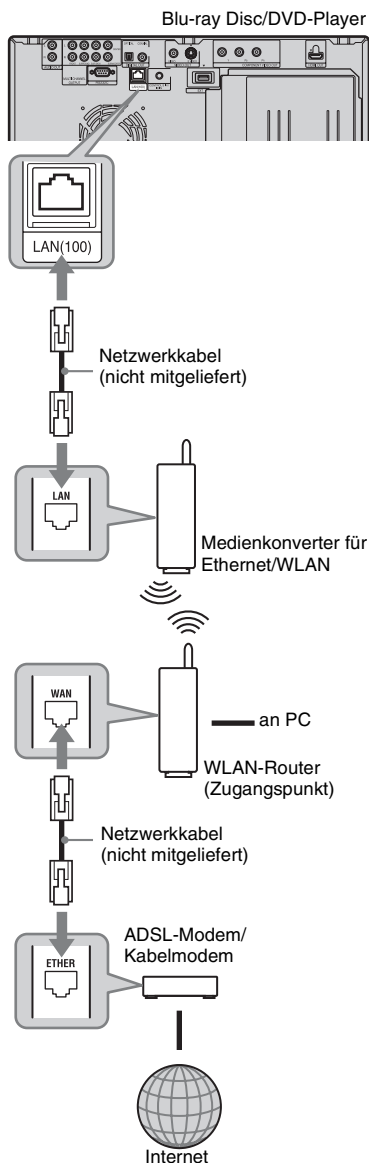 Blu-ray Disc/DVD-Player
LAN(100)
Netzwerkkabel
(nicht mitgeliefert)
LAN
Medienkonverter für
Ethernet/WLAN
WAN
an PC
WLAN-Router
(Zugangspunkt)
Netzwerkkabel
(nicht mitgeliefert)
ADSL-Modem/
Kabelmodem
ETHER
Internet